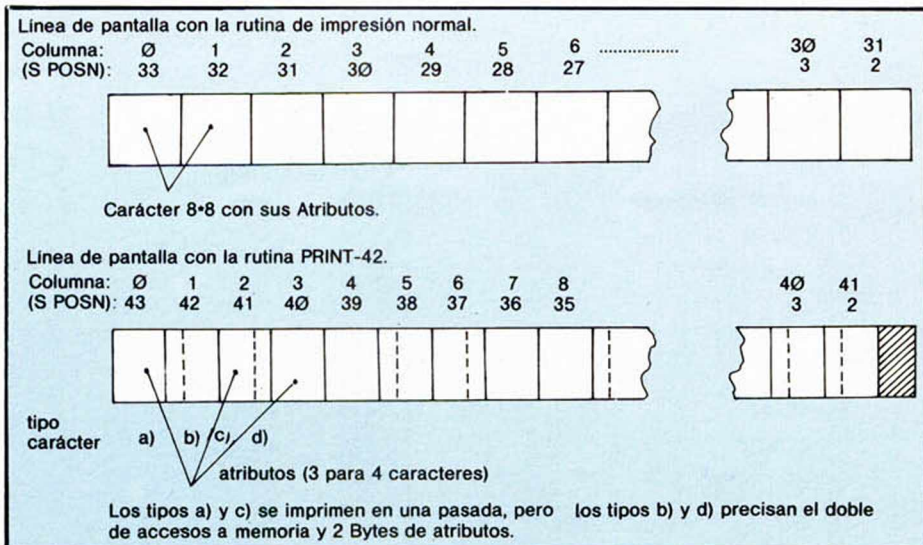 Línea de pantalla con la rutina de impresión normal.
Columna: Ø 1 2 3 4 5 6 ................ 3Ø 31
(S POSN): 33 32 31 3Ø 29 28 27 3 2
Carácter 8•8 con sus Atributos.
Línea de pantalla con la rutina PRINT-42.
Columna: Ø 1 2 3 4 5 6 7 8 4Ø 41
(S POSN): 43 42 41 4Ø 39 38 37 36 35 3 2
tipo
carácter a) b) c) d)
atributos (3 para 4 caracteres)
Los tipos a) y c) se imprimen en una pasada, pero los tipos b) y d) precisan el doble
de accesos a memoria y 2 Bytes de atributos.